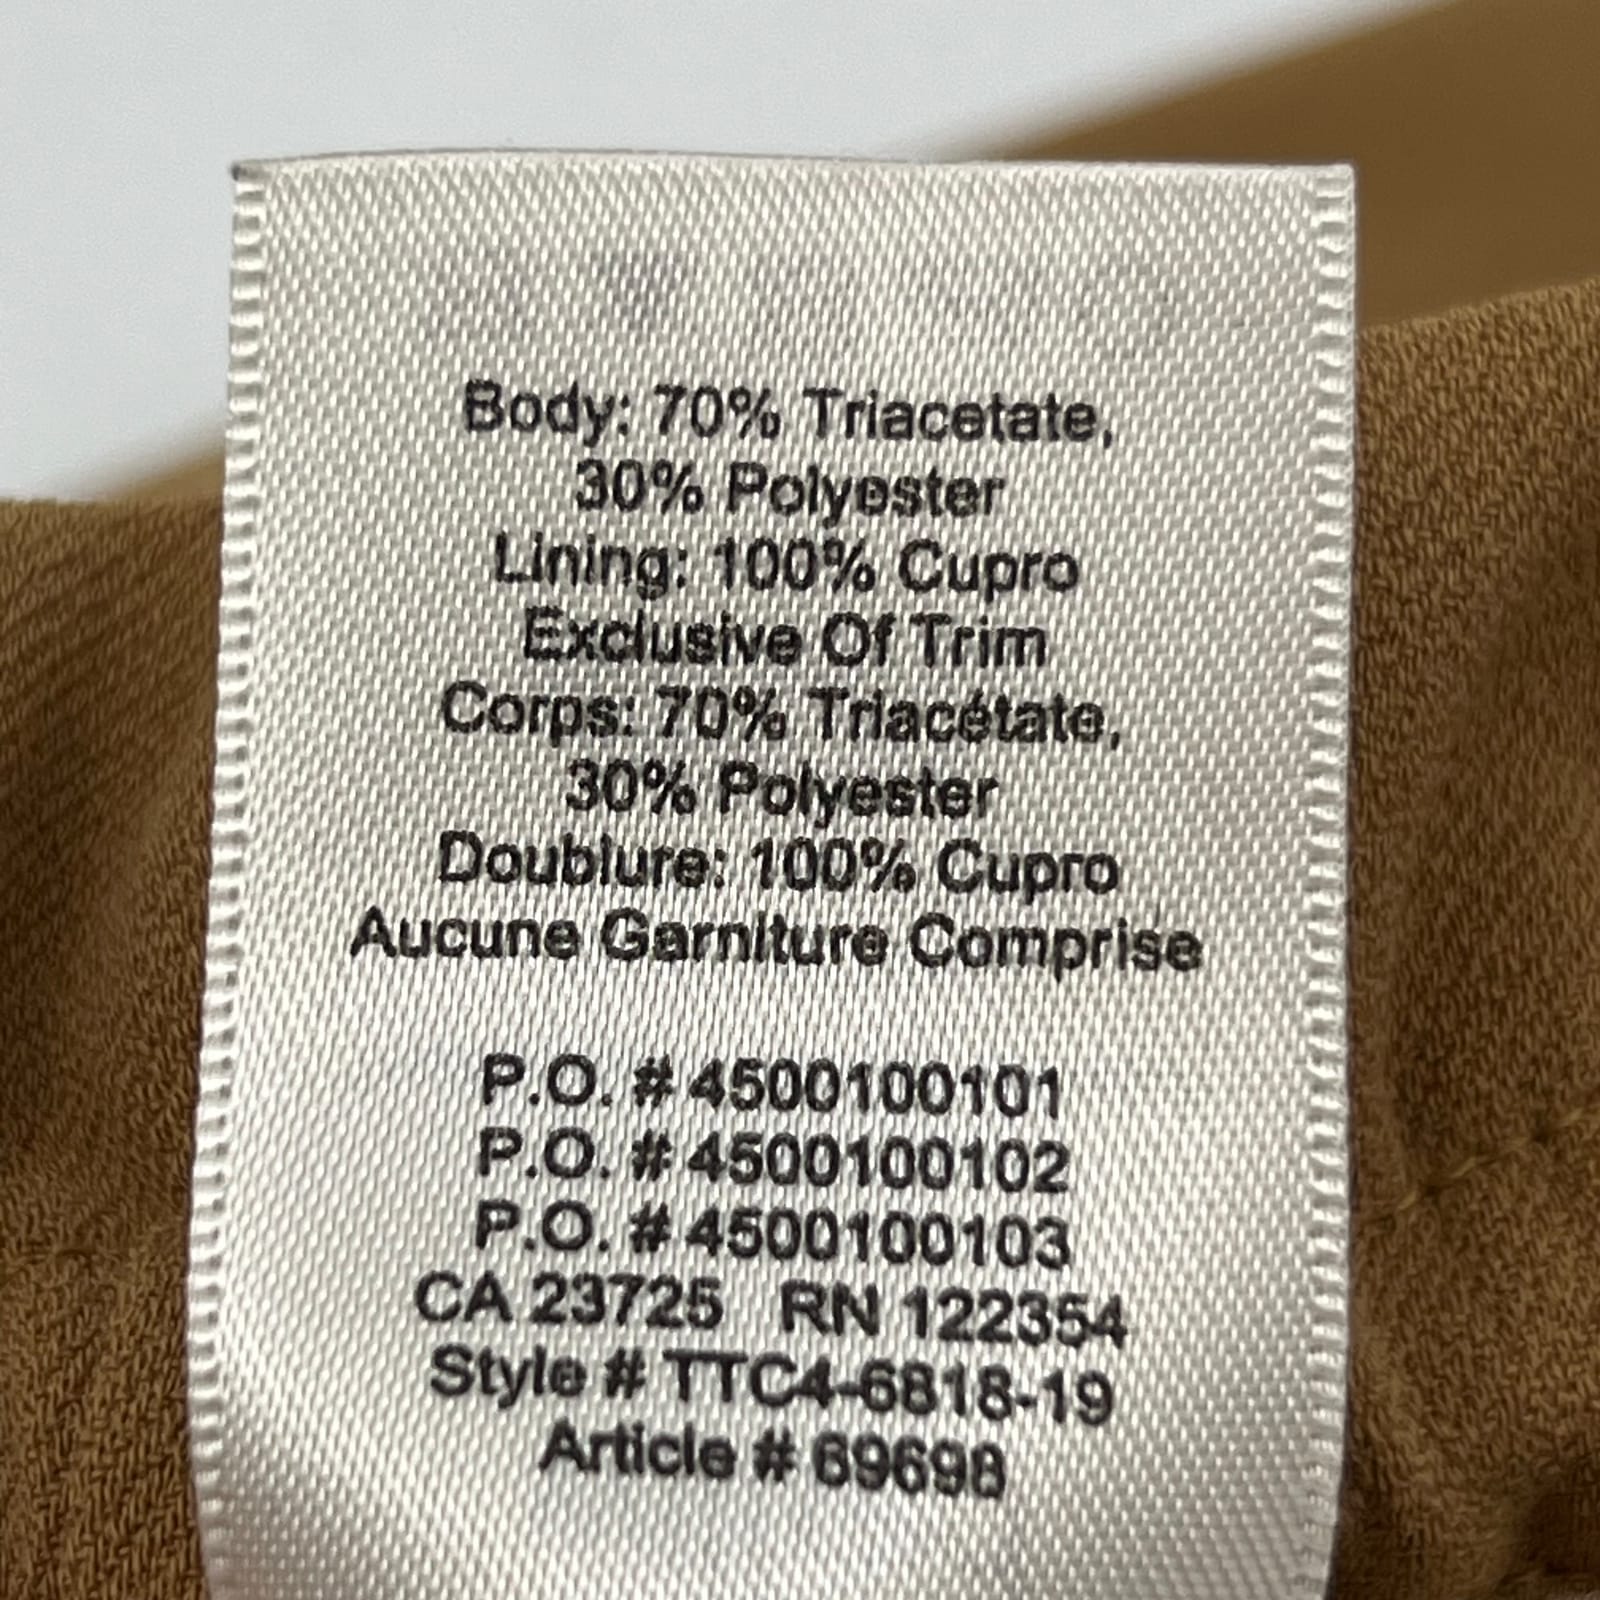 Body: 70% Triacetate,
30% Polyester
Lining: 100% Cupro
Exclusive Of Trim
Corps: 70% Triacétate,
30% Polyester
Doublure: 100% Cupro
Aucune Garniture Comprise
P.O. # 4500100101
P.O. # 4500100102
P.O. # 4500100103
CA 23725 RN 122354
Style # TTC4-6818-19
Article # 69698